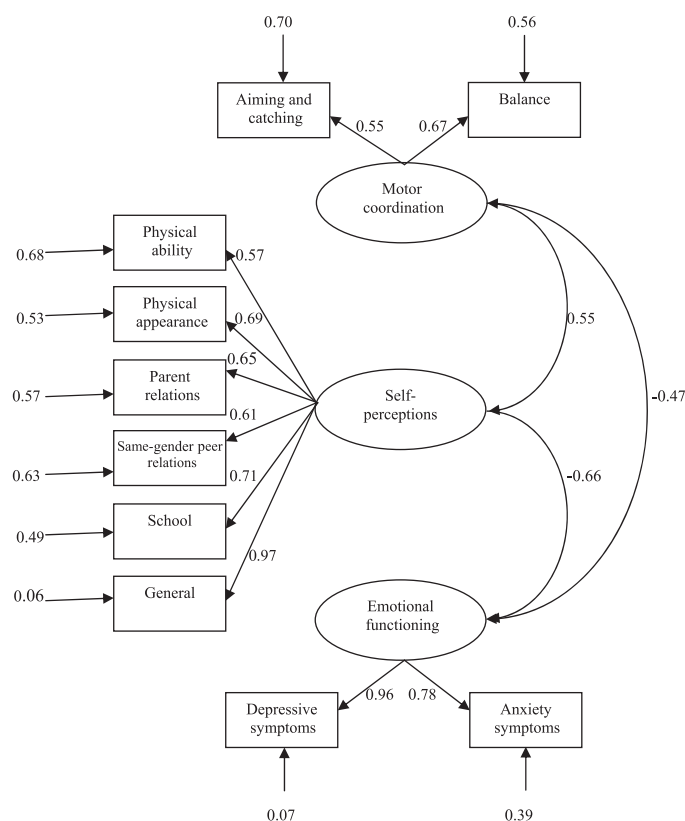 0.70
0.56
Aiming and
catching
Balance
0.55
0.67
Motor
coordination
Physical
ability
0.68
0.57
Physical
appearance
0.53
0.69
0.55
Parent
relations
0.65
0.57
Self-
perceptions
-0.47
0.61
Same-gender peer
relations
0.63
0.71
-0.66
School
0.49
0.97
General
0.06
Emotional
functioning
0.96
0.78
Depressive
symptoms
Anxiety
symptoms
0.07
0.39